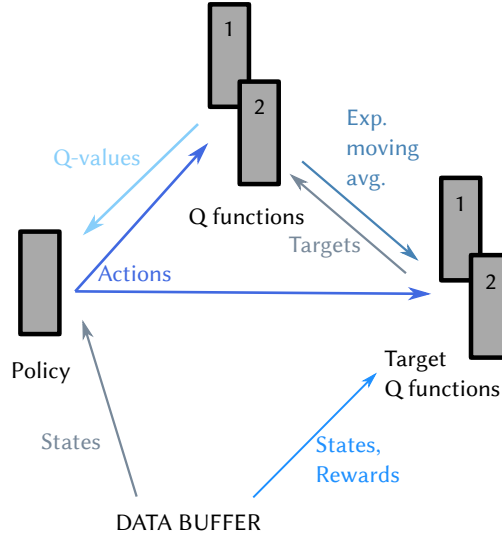 1
2
Exp.
moving
avg.
Q-values
Q functions
1
Targets
Actions
2
Policy
Target
Q functions
States
States,
Rewards
DATA BUFFER